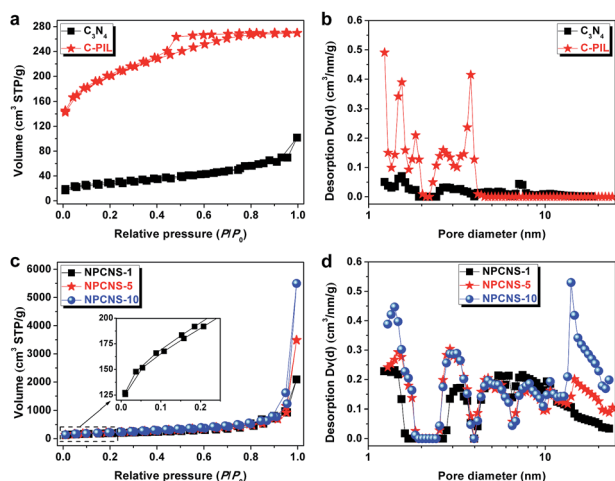 a
C₃N₄
C-PIL
280
240
200
160
120
80
40
0
Volume (cm³ STP/g)
0.0 0.2 0.4 0.6 0.8 1.0
Relative pressure (P/P₀)
b
C₃N₄
C-PIL
0.6
0.5
0.4
0.3
0.2
0.1
0.0
Desorption Dv(d) (cm³/nm/g)
1 10
Pore diameter (nm)
c
NPCNS-1
NPCNS-5
NPCNS-10
6000
5000
4000
3000
2000
1000
0
Volume (cm³ STP/g)
200
175
150
125
0.0 0.1 0.2
0.0 0.2 0.4 0.6 0.8 1.0
Relative pressure (P/P₀)
d
NPCNS-1
NPCNS-5
NPCNS-10
0.6
0.5
0.4
0.3
0.2
0.1
0.0
Desorption Dv(d) (cm³/nm/g)
1 10
Pore diameter (nm)